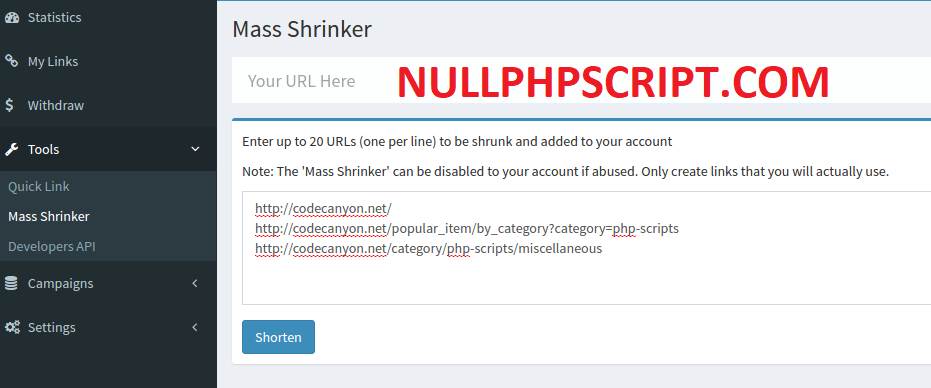 Statistics
My Links
$ Withdraw
Tools
Quick Link
Mass Shrinker
Developers API
Campaigns
Settings
Mass Shrinker
Your URL Here
NULLPHPSCRIPT.COM
Enter up to 20 URLs (one per line) to be shrunk and added to your account
Note: The 'Mass Shrinker' can be disabled to your account if abused. Only create links that you will actually use.
http://codecanyon.net/
http://codecanyon.net/popular_item/by_category?category=php-scripts
http://codecanyon.net/category/php-scripts/miscellaneous
Shorten